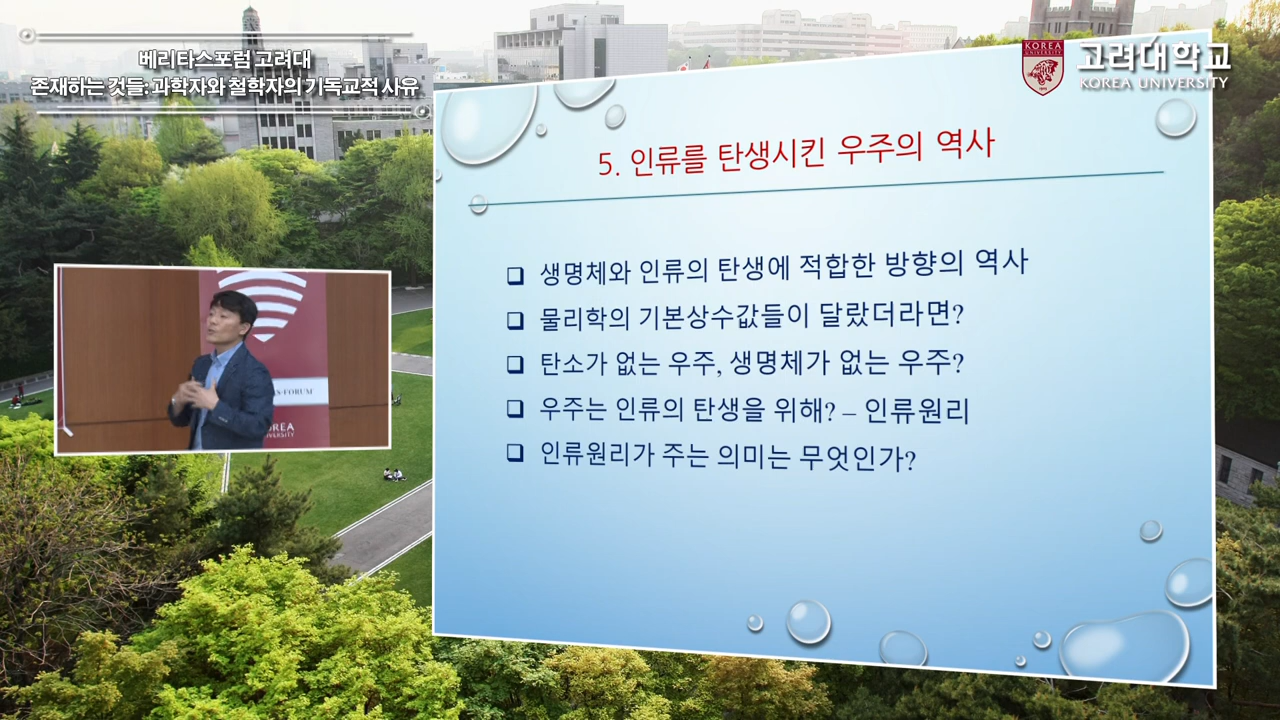 베리타스포럼 고려대
존재하는 것들: 과학자와 철학자의 기독교적 사유
KOREA
1905
고려대학교
KOREA UNIVERSITY
5. 인류를 탄생시킨 우주의 역사
❑ 생명체와 인류의 탄생에 적합한 방향의 역사
❑ 물리학의 기본상수값들이 달랐더라면?
❑ 탄소가 없는 우주, 생명체가 없는 우주?
❑ 우주는 인류의 탄생을 위해? – 인류원리
❑ 인류원리가 주는 의미는 무엇인가?
FORUM